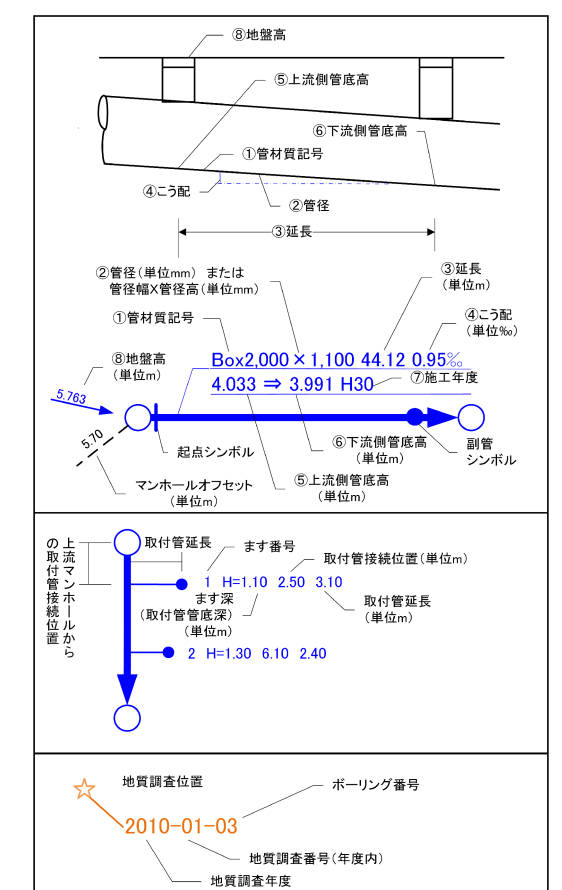 ⑧地盤高
⑤上流側管底高
⑥下流側管底高
①管材質記号
④こう配
②管径
③延長
②管径(単位mm) または
管径幅X管径高(単位mm)
③延長
(単位m)
①管材質記号
④こう配
(単位‰)
⑧地盤高
(単位m)
Box2,000×1,100 44.12 0.95‰
4.033 ⇒ 3.991 H30
⑦施工年度
5.763
5.70
起点シンボル
⑥下流側管底高
(単位m)
副管
シンボル
マンホールオフセット
(単位m)
⑤上流側管底高
(単位m)
上流マンホールから
の取付管接続位置
取付管延長
ます番号
取付管接続位置(単位m)
1 H=1.10 2.50 3.10
ます深
(取付管管底深)
(単位m)
取付管延長
(単位m)
2 H=1.30 6.10 2.40
地質調査位置
ボーリング番号
2010-01-03
地質調査番号(年度内)
地質調査年度